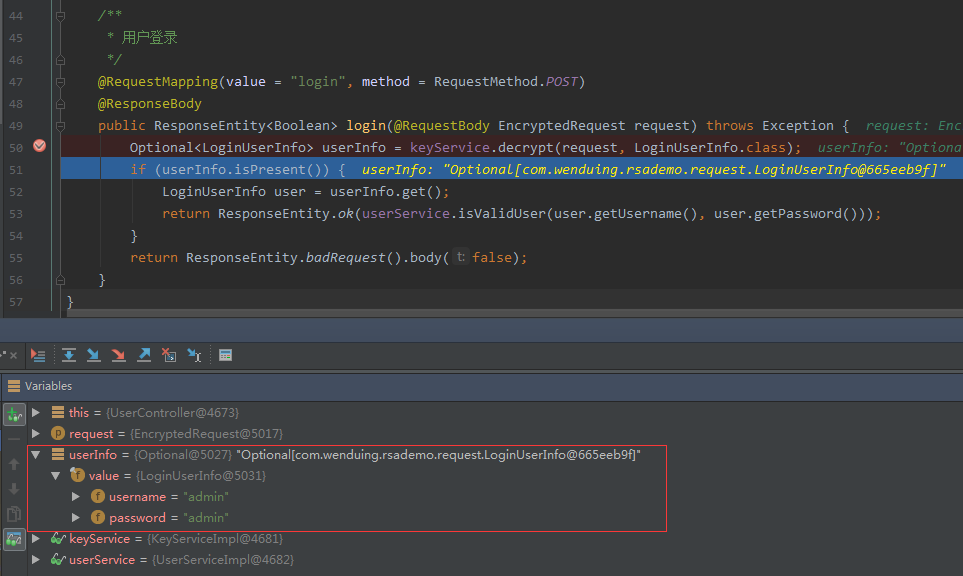 44 /**
45 * 用户登录
46 */
47 @RequestMapping(value = "login", method = RequestMethod.POST)
48 @ResponseBody
49 public ResponseEntity<Boolean> login(@RequestBody EncryptedRequest request) throws Exception { request: Enc
50 Optional<LoginUserInfo> userInfo = keyService.decrypt(request, LoginUserInfo.class); userInfo: "Optiona
51 if (userInfo.isPresent()) { userInfo: "Optional[com.wenduing.rsademo.request.LoginUserInfo@665eeb9f]"
52 LoginUserInfo user = userInfo.get();
53 return ResponseEntity.ok(userService.isValidUser(user.getUsername(), user.getPassword()));
54 }
55 return ResponseEntity.badRequest().body( t: false);
56 }
57 }
Variables
this = {UserController@4673}
p request = {EncryptedRequest@5017}
userInfo = {Optional@5027} "Optional[com.wenduing.rsademo.request.LoginUserInfo@665eeb9f]"
f value = {LoginUserInfo@5031}
f username = "admin"
f password = "admin"
keyService = {KeyServiceImpl@4681}
userService = {UserServiceImpl@4682}